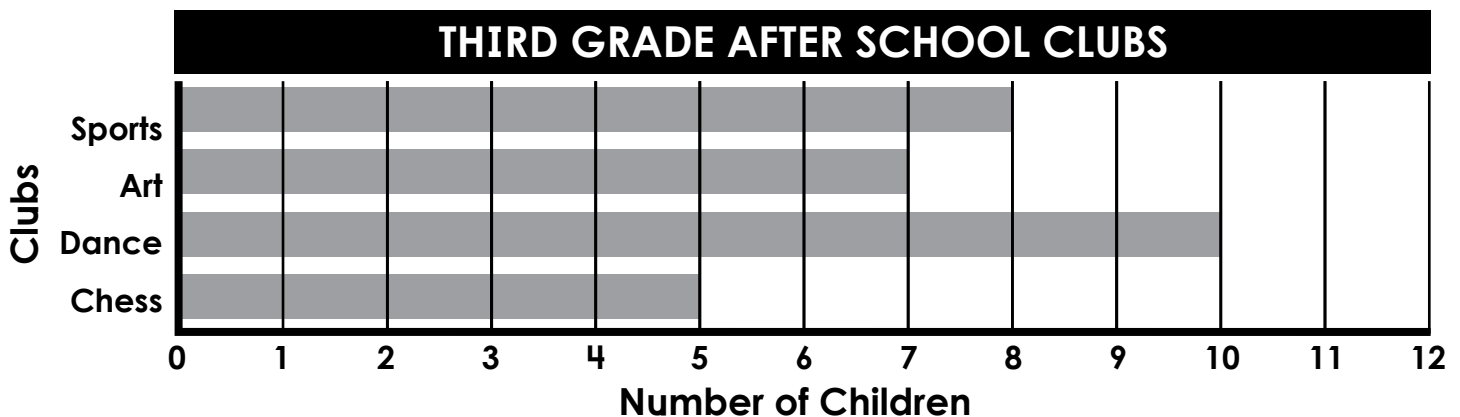 THIRD GRADE AFTER SCHOOL CLUBS
Clubs
Sports
Art
Dance
Chess
0 1 2 3 4 5 6 7 8 9 10 11 12
Number of Children